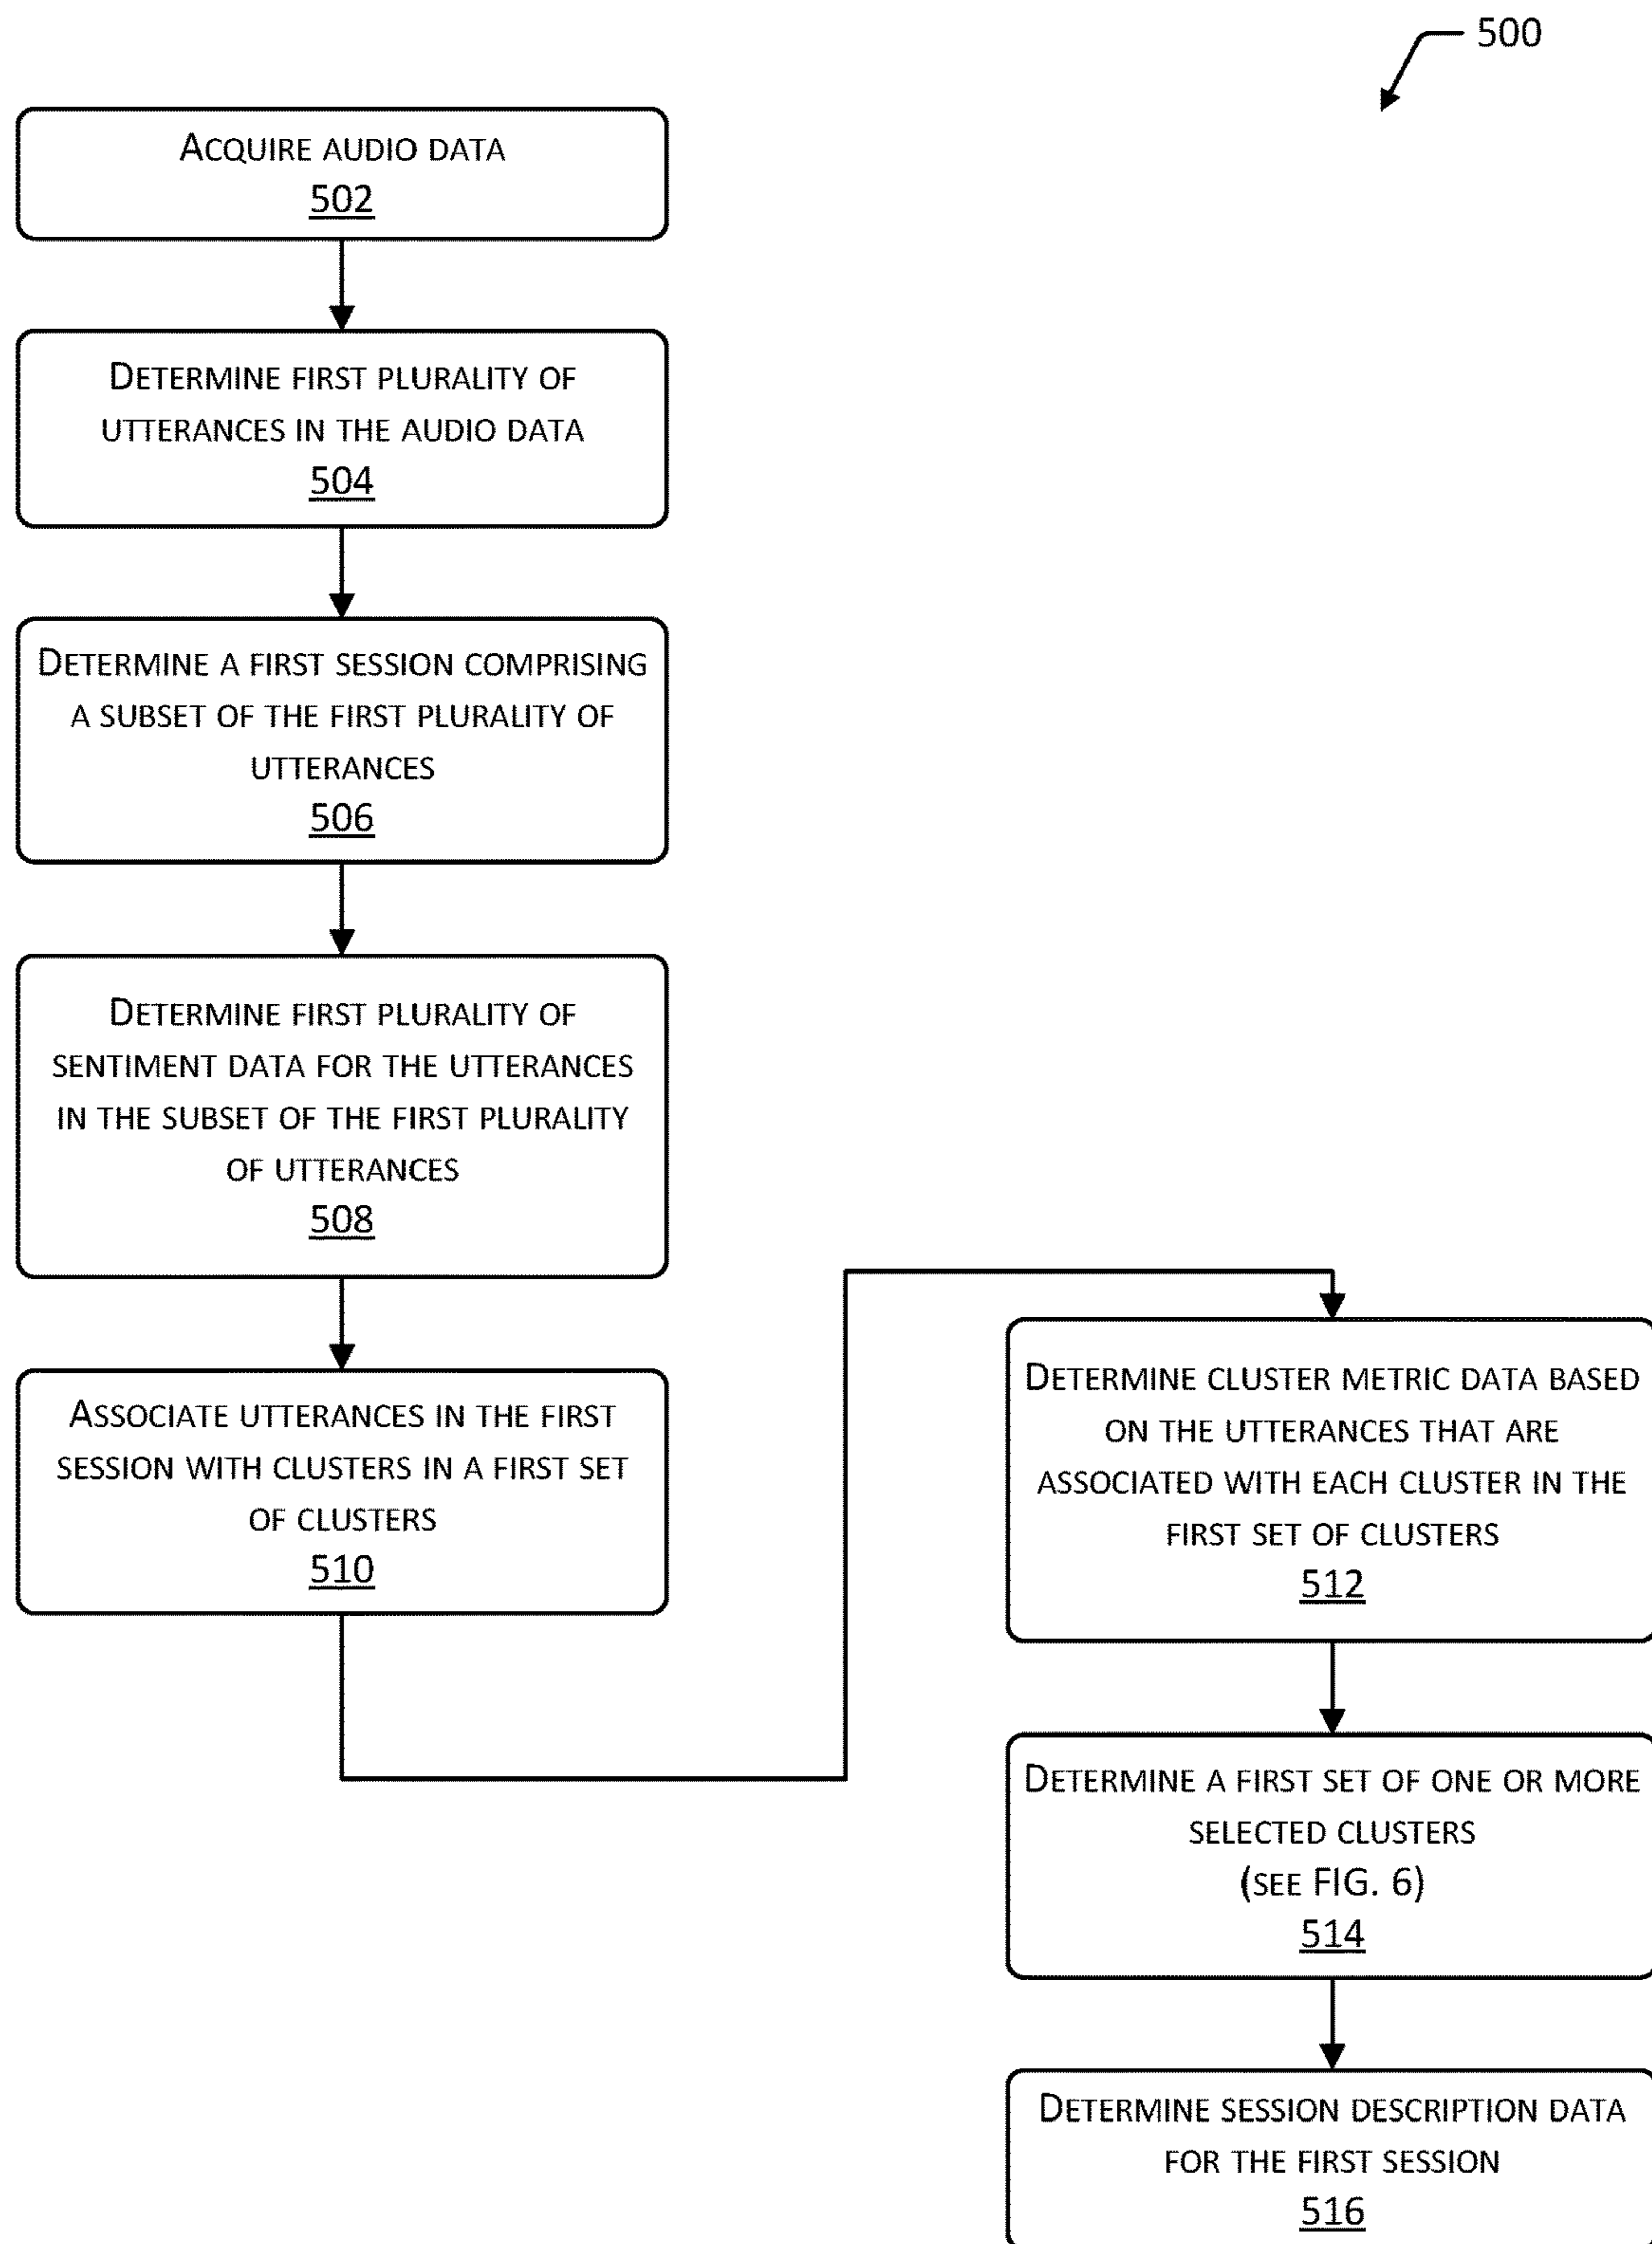 500
ACQUIRE AUDIO DATA
502
DETERMINE FIRST PLURALITY OF
UTTERANCES IN THE AUDIO DATA
504
DETERMINE A FIRST SESSION COMPRISING
A SUBSET OF THE FIRST PLURALITY OF
UTTERANCES
506
DETERMINE FIRST PLURALITY OF
SENTIMENT DATA FOR THE UTTERANCES
IN THE SUBSET OF THE FIRST PLURALITY
OF UTTERANCES
508
ASSOCIATE UTTERANCES IN THE FIRST
SESSION WITH CLUSTERS IN A FIRST SET
OF CLUSTERS
510
DETERMINE CLUSTER METRIC DATA BASED
ON THE UTTERANCES THAT ARE
ASSOCIATED WITH EACH CLUSTER IN THE
FIRST SET OF CLUSTERS
512
DETERMINE A FIRST SET OF ONE OR MORE
SELECTED CLUSTERS
(SEE FIG. 6)
514
DETERMINE SESSION DESCRIPTION DATA
FOR THE FIRST SESSION
516